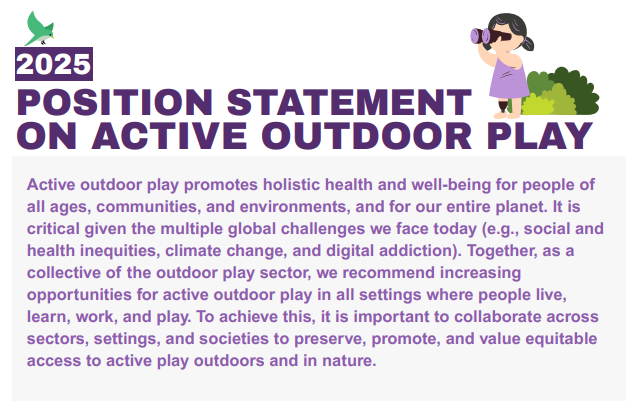 2025
POSITION STATEMENT
ON ACTIVE OUTDOOR PLAY
Active outdoor play promotes holistic health and well-being for people of
all ages, communities, and environments, and for our entire planet. It is
critical given the multiple global challenges we face today (e.g., social and
health inequities, climate change, and digital addiction). Together, as a
collective of the outdoor play sector, we recommend increasing
opportunities for active outdoor play in all settings where people live,
learn, work, and play. To achieve this, it is important to collaborate across
sectors, settings, and societies to preserve, promote, and value equitable
access to active play outdoors and in nature.